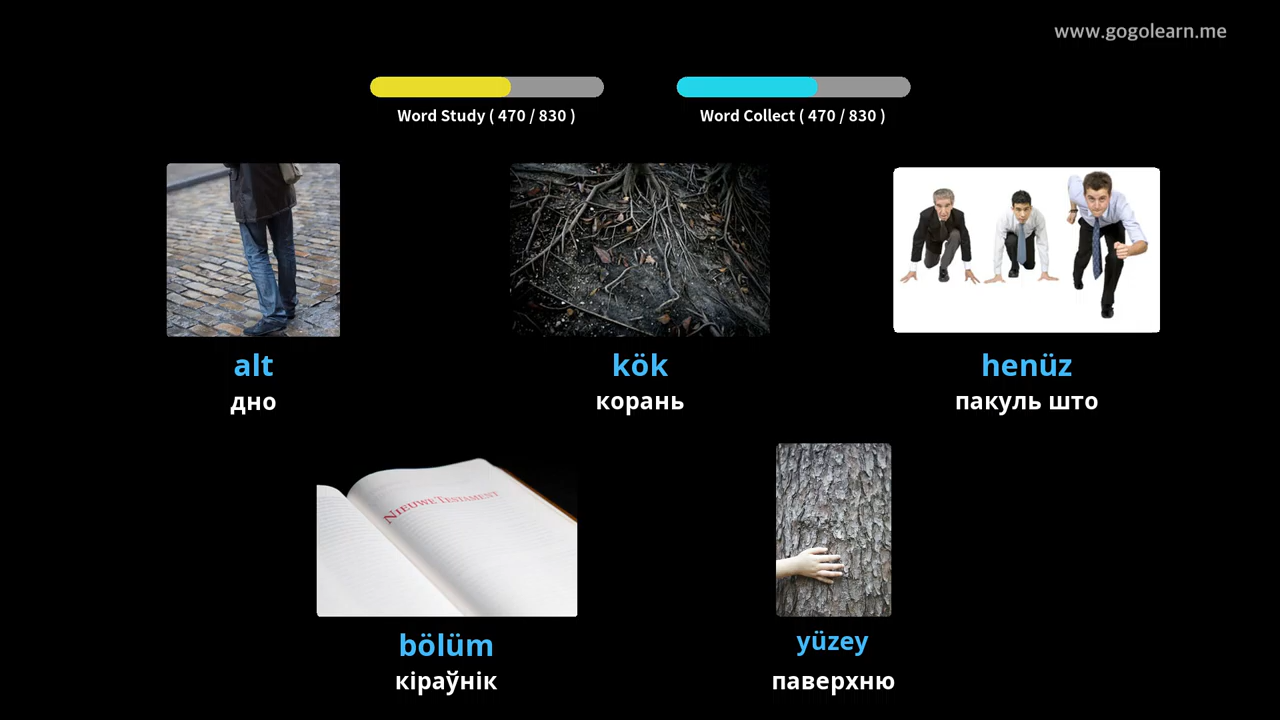 www.gogolearn.me
Word Study ( 470 / 830 )
Word Collect ( 470 / 830 )
alt
дно
kök
корань
henüz
пакуль што
NIEUWE TESTAMENT
bölüm
кіраўнік
yüzey
паверхню